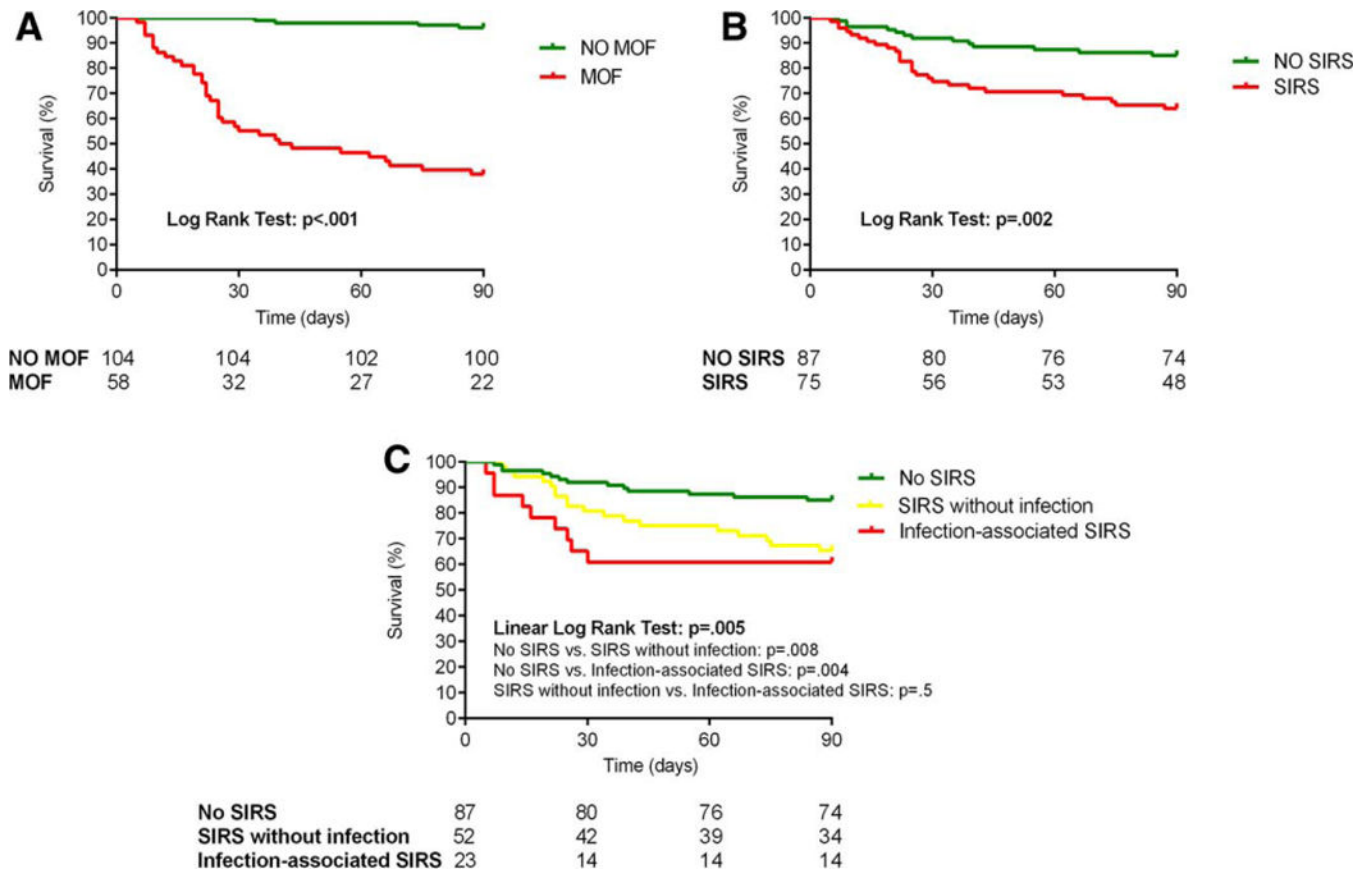 A
100
90
80
70
60
50
40
30
20
10
0
Survival (%)
NO MOF
MOF
Log Rank Test: p<.001
0 30 60 90
Time (days)
NO MOF 104 104 102 100
MOF 58 32 27 22
B
100
90
80
70
60
50
40
30
20
10
0
Survival (%)
NO SIRS
SIRS
Log Rank Test: p=.002
0 30 60 90
Time (days)
NO SIRS 87 80 76 74
SIRS 75 56 53 48
C
100
90
80
70
60
50
40
30
20
10
0
Survival (%)
No SIRS
SIRS without infection
Infection-associated SIRS
Linear Log Rank Test: p=.005
No SIRS vs. SIRS without infection: p=.008
No SIRS vs. Infection-associated SIRS: p=.004
SIRS without infection vs. Infection-associated SIRS: p=.5
0 30 60 90
Time (days)
No SIRS 87 80 76 74
SIRS without infection 52 42 39 34
Infection-associated SIRS 23 14 14 14